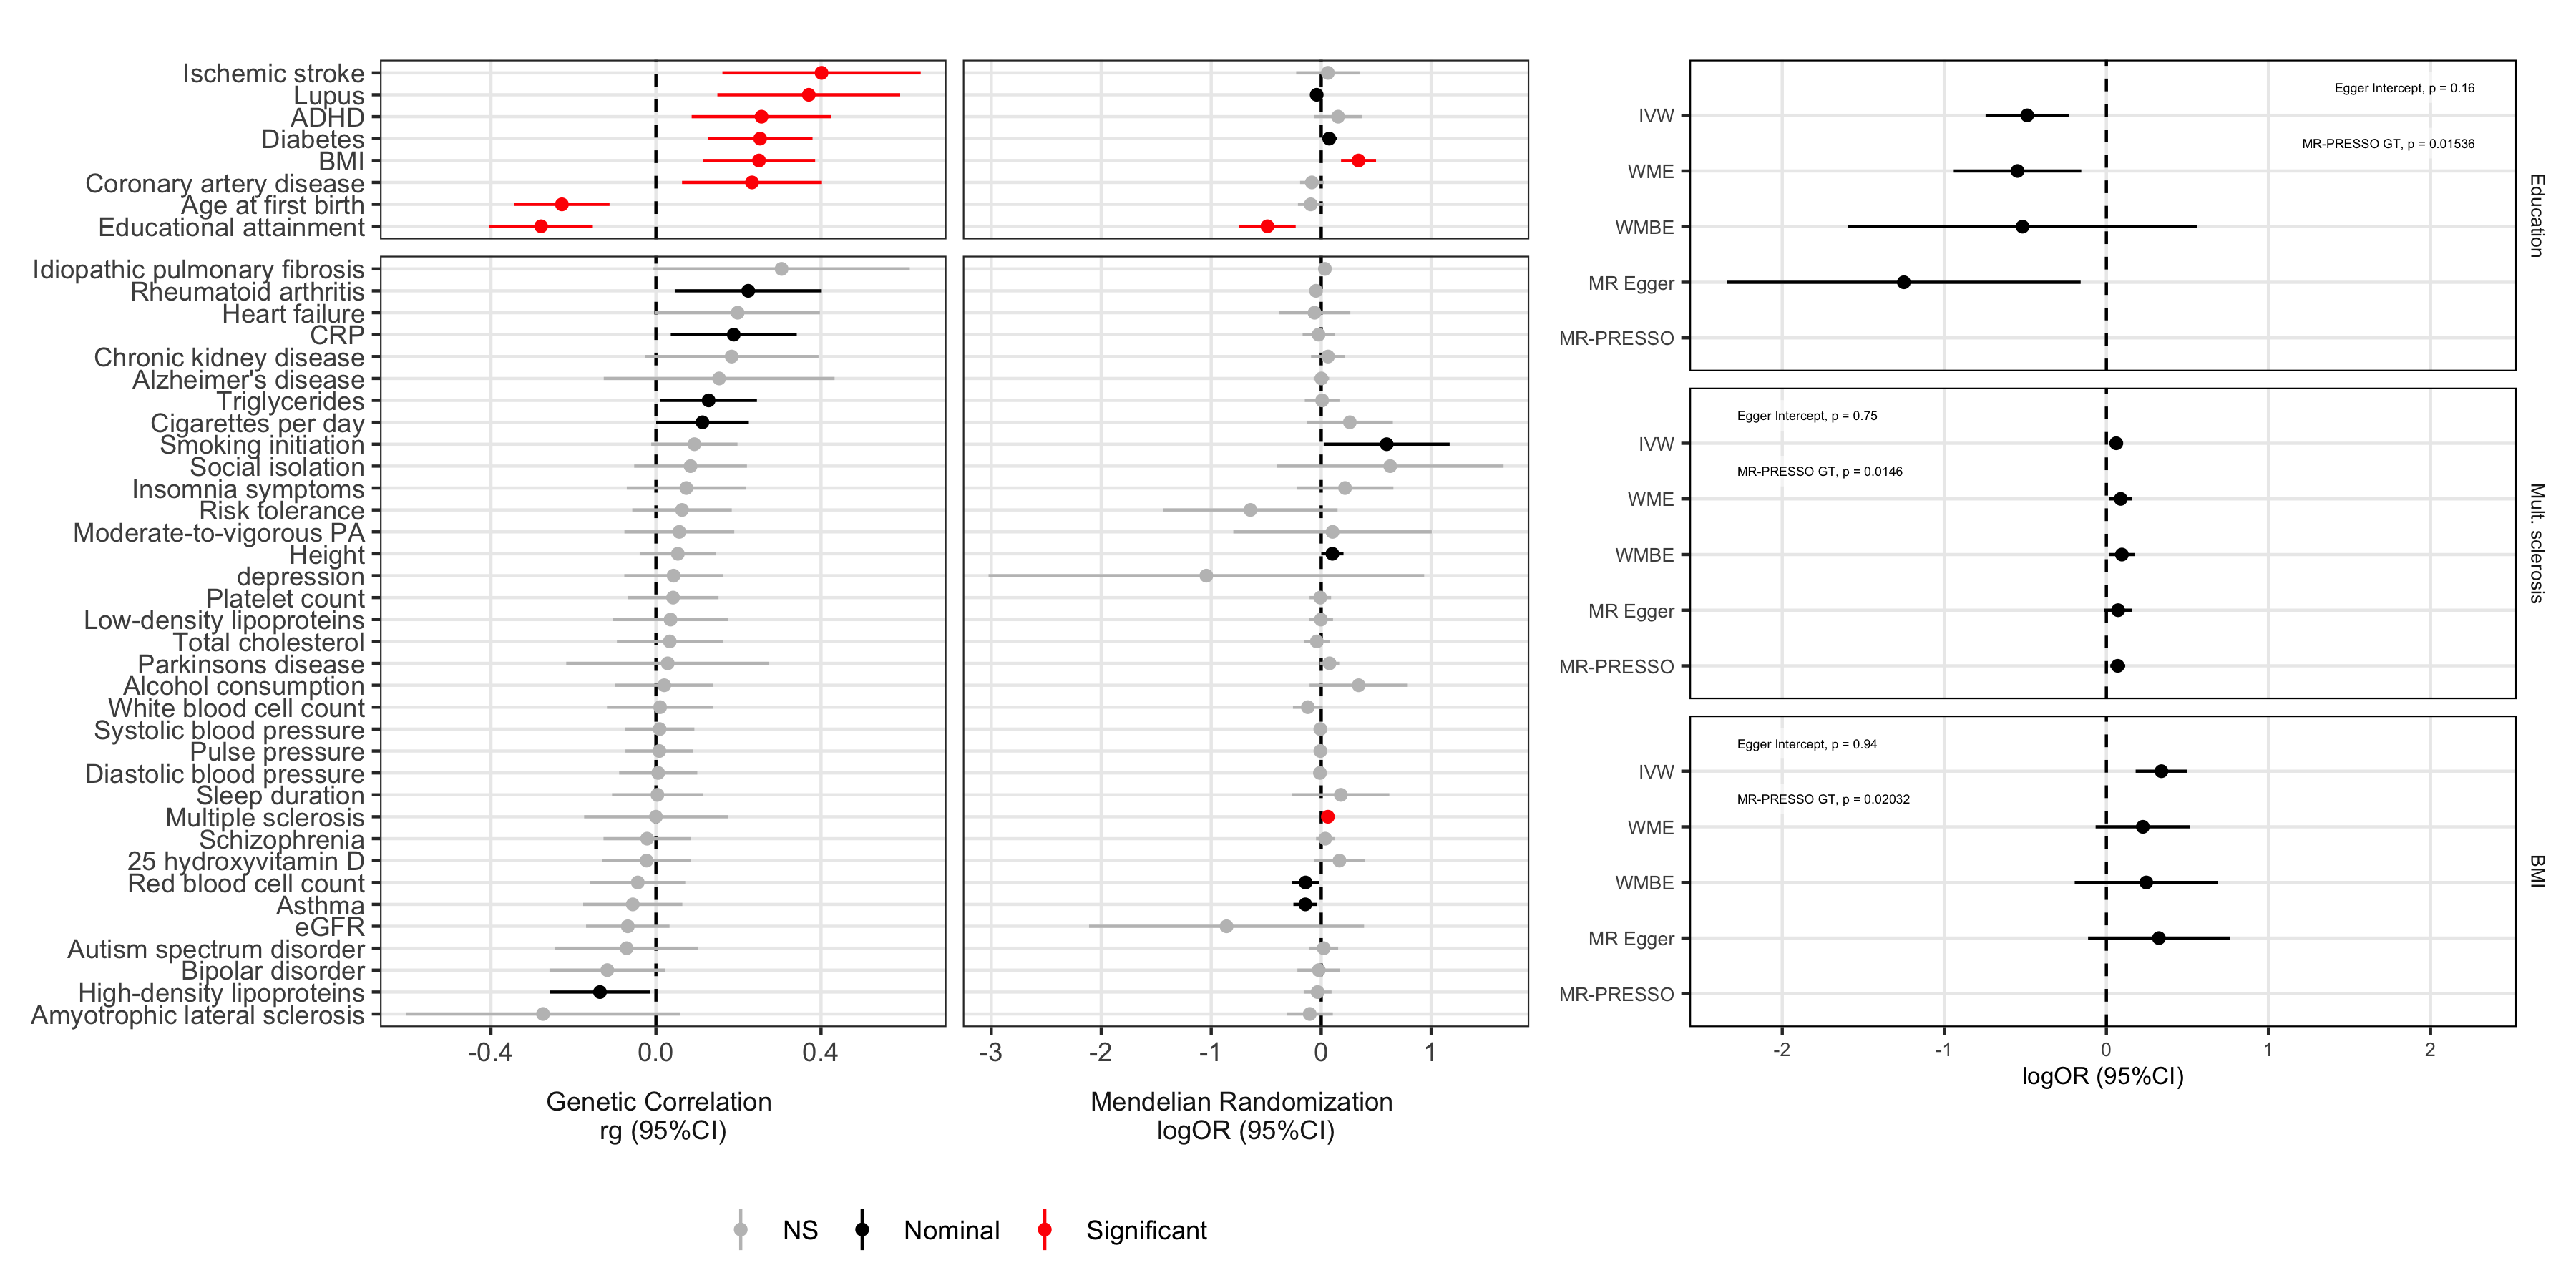 Ischemic stroke
Lupus
ADHD
Diabetes
BMI
Coronary artery disease
Age at first birth
Educational attainment
Idiopathic pulmonary fibrosis
Rheumatoid arthritis
Heart failure
CRP
Chronic kidney disease
Alzheimer's disease
Triglycerides
Cigarettes per day
Smoking initiation
Social isolation
Insomnia symptoms
Risk tolerance
Moderate-to-vigorous PA
Height
depression
Platelet count
Low-density lipoproteins
Total cholesterol
Parkinsons disease
Alcohol consumption
White blood cell count
Systolic blood pressure
Pulse pressure
Diastolic blood pressure
Sleep duration
Multiple sclerosis
Schizophrenia
25 hydroxyvitamin D
Red blood cell count
Asthma
eGFR
Autism spectrum disorder
Bipolar disorder
High-density lipoproteins
Amyotrophic lateral sclerosis
-0.4 0.0 0.4
Genetic Correlation
rg (95%CI)
-3 -2 -1 0 1
Mendelian Randomization
logOR (95%CI)
NS Nominal Significant
Egger Intercept, p = 0.16
IVW
MR-PRESSO GT, p = 0.01536
WME
WMBE
MR Egger
MR-PRESSO
Education
Egger Intercept, p = 0.75
IVW
MR-PRESSO GT, p = 0.0146
WME
WMBE
MR Egger
MR-PRESSO
Mult. sclerosis
Egger Intercept, p = 0.94
IVW
MR-PRESSO GT, p = 0.02032
WME
WMBE
MR Egger
MR-PRESSO
BMI
-2 -1 0 1 2
logOR (95%CI)